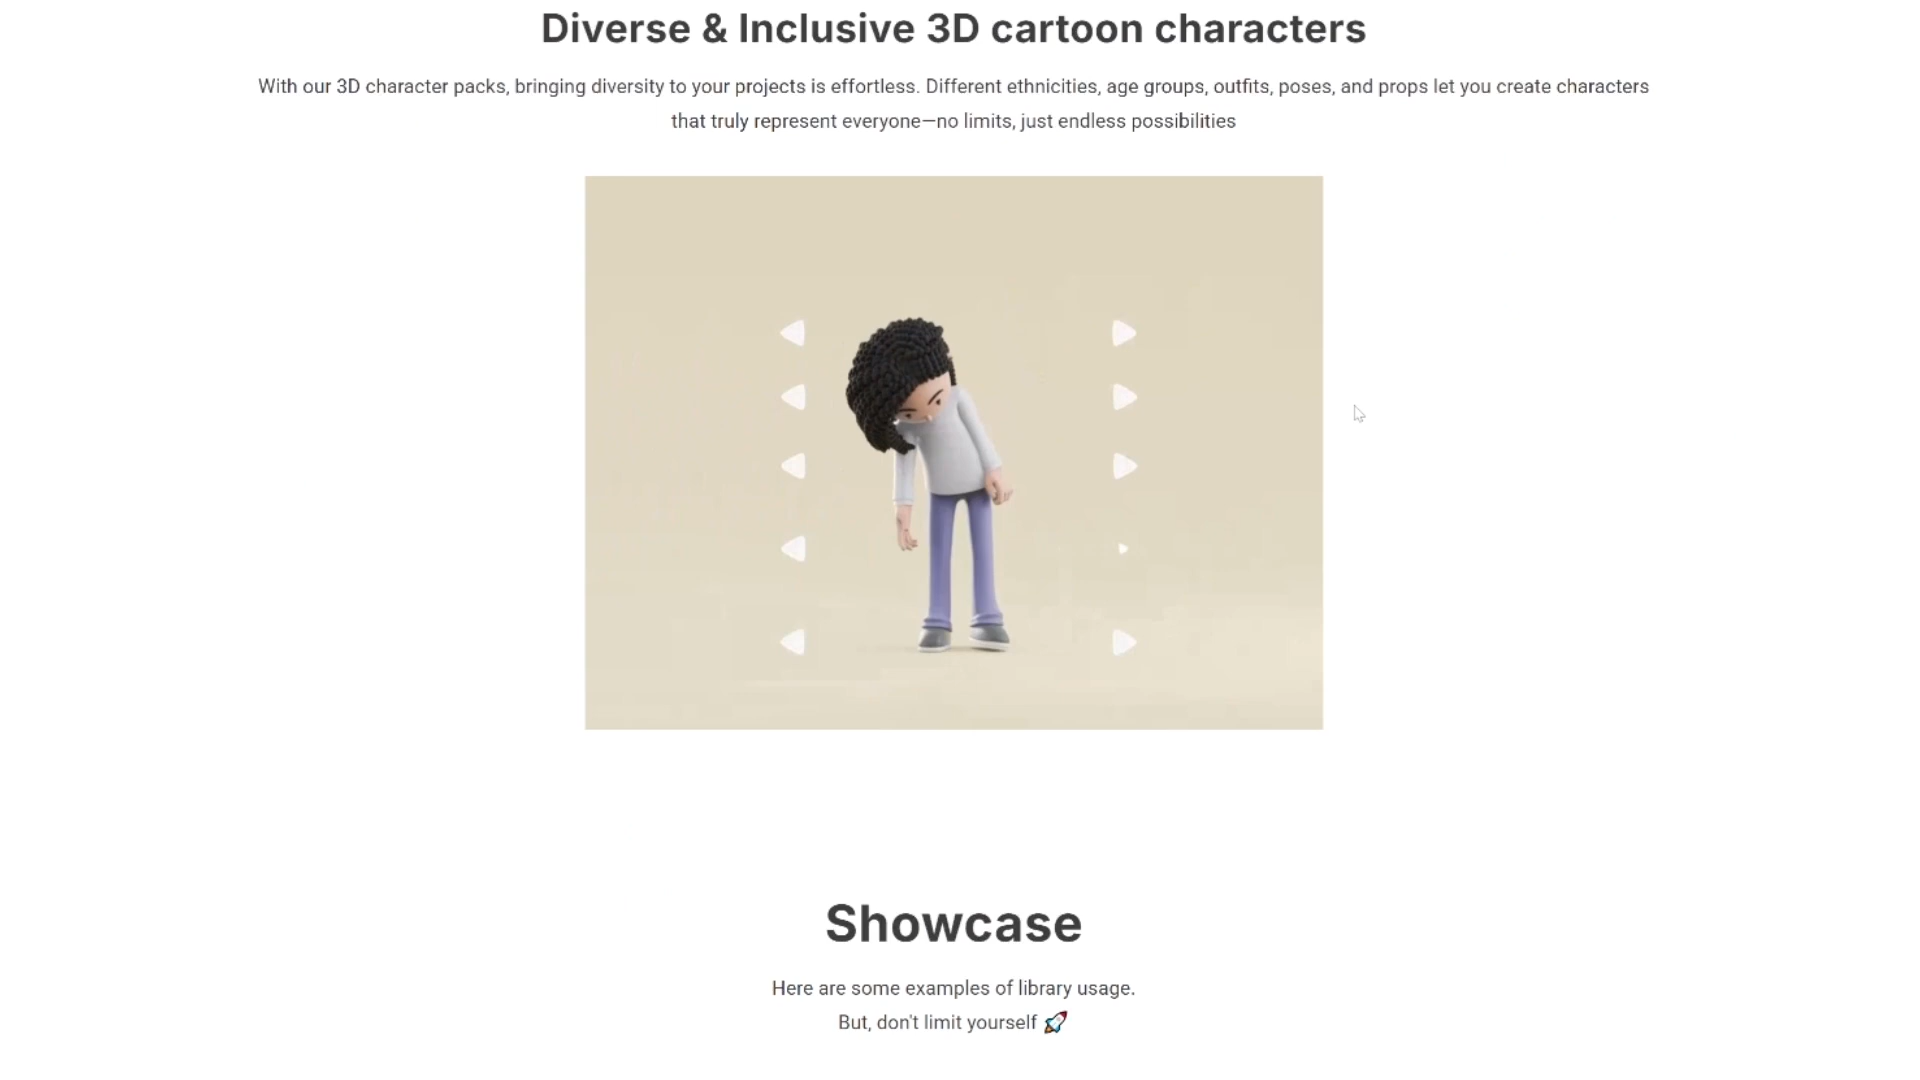 Diverse & Inclusive 3D cartoon characters
With our 3D character packs, bringing diversity to your projects is effortless. Different ethnicities, age groups, outfits, poses, and props let you create characters
that truly represent everyone—no limits, just endless possibilities
Showcase
Here are some examples of library usage.
But, don't limit yourself 🚀